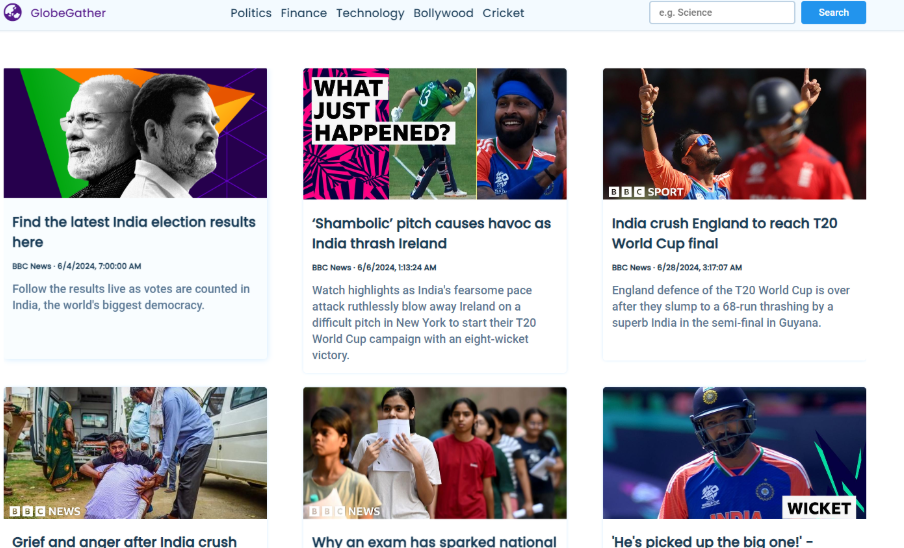 GlobeGather
Politics Finance Technology Bollywood Cricket
e.g. Science
Search
WHAT
JUST
HAPPENED?
BBC SPORT
Find the latest India election results
here
BBC News · 6/4/2024, 7:00:00 AM
Follow the results live as votes are counted in
India, the world's biggest democracy.
‘Shambolic’ pitch causes havoc as
India thrash Ireland
BBC News · 6/6/2024, 1:13:24 AM
Watch highlights as India's fearsome pace
attack ruthlessly blow away Ireland on a
difficult pitch in New York to start their T20
World Cup campaign with an eight-wicket
victory.
India crush England to reach T20
World Cup final
BBC News · 6/28/2024, 3:17:07 AM
England defence of the T20 World Cup is over
after they slump to a 68-run thrashing by a
superb India in the semi-final in Guyana.
BBC NEWS
BBC NEWS
INDIA
WICKET
Grief and anger after India crush
Why an exam has sparked national
'He's picked up the big one!' -